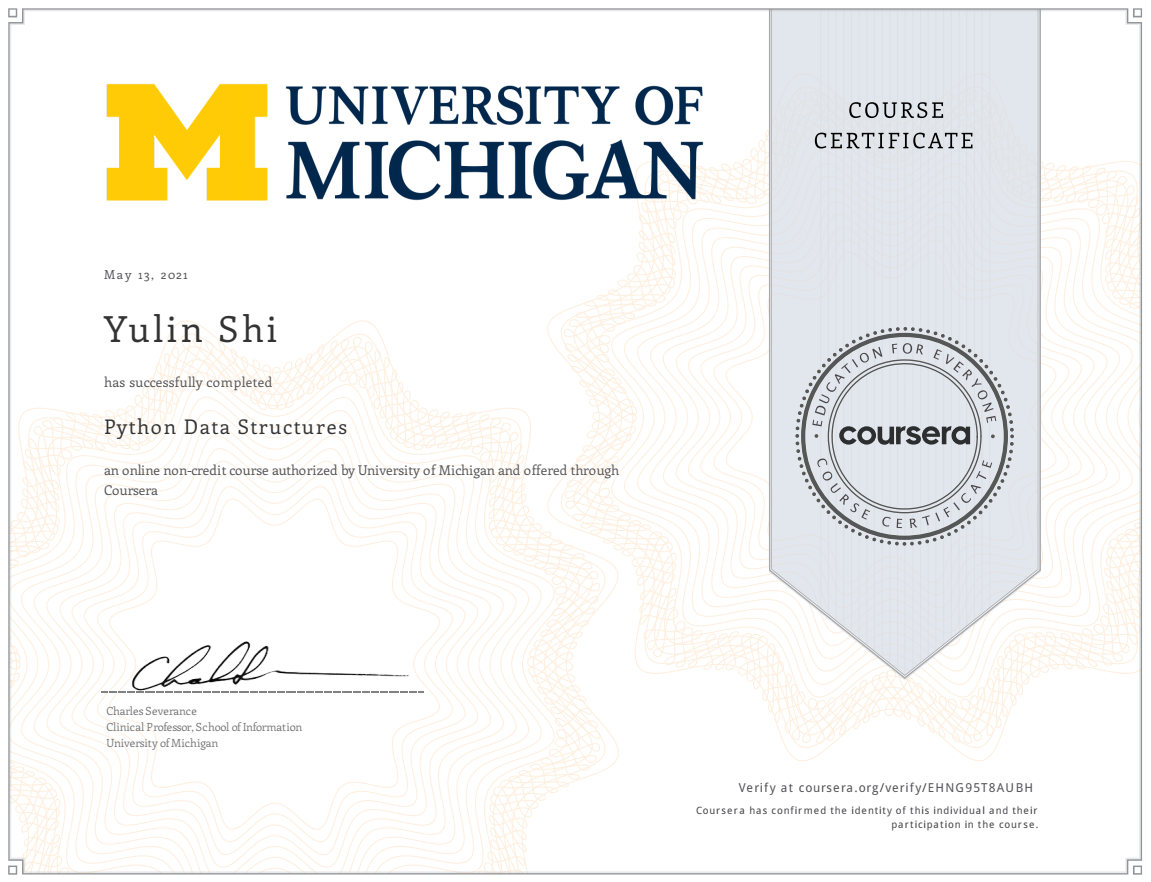 UNIVERSITY OF
MICHIGAN
COURSE
CERTIFICATE
May 13, 2021
Yulin Shi
has successfully completed
Python Data Structures
an online non-credit course authorized by University of Michigan and offered through
Coursera
EDUCATION FOR EVERYONE
coursera
COURSE CERTIFICATE
Charles Severance
Clinical Professor, School of Information
University of Michigan
Verify at coursera.org/verify/EHNG95T8AUBH
Coursera has confirmed the identity of this individual and their
participation in the course.